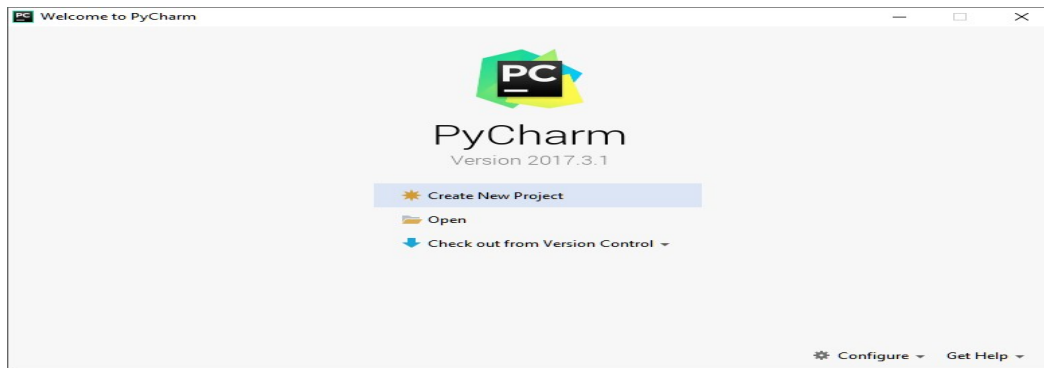 Welcome to PyCharm
PC
PyCharm
Version 2017.3.1
Create New Project
Open
Check out from Version Control
Configure Get Help